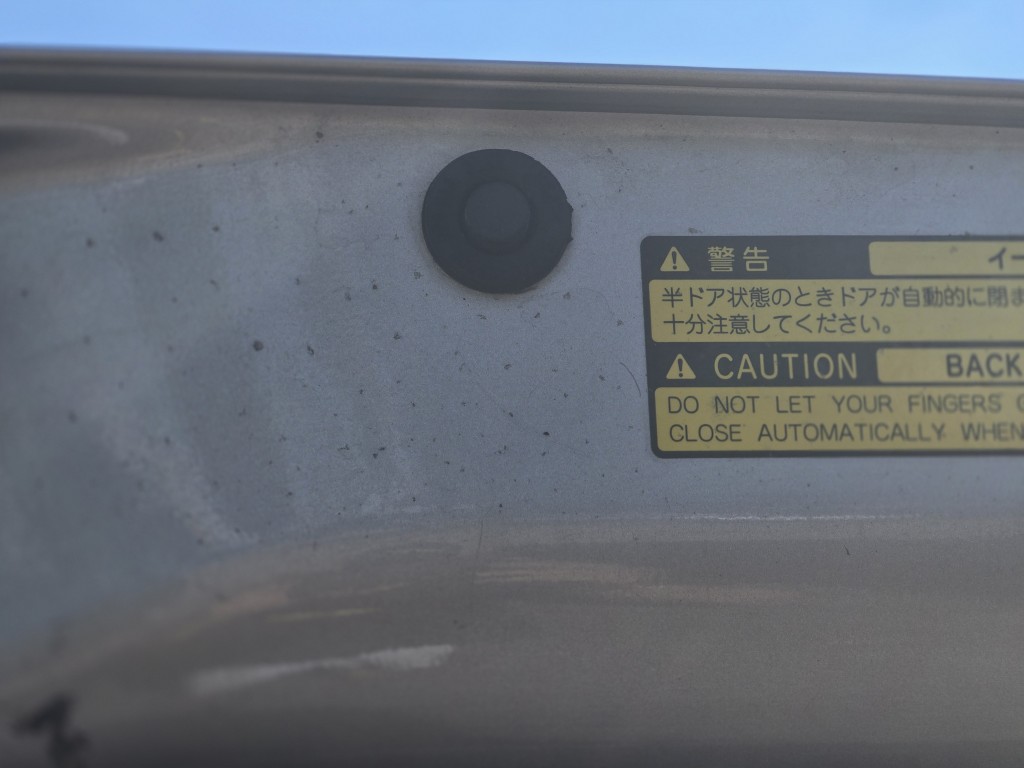 警告
イー
半ドア状態のときドアが自動的に閉ま
十分注意してください。
CAUTION BACK
DO NOT LET YOUR FINGERS
CLOSE AUTOMATICALLY WHEN